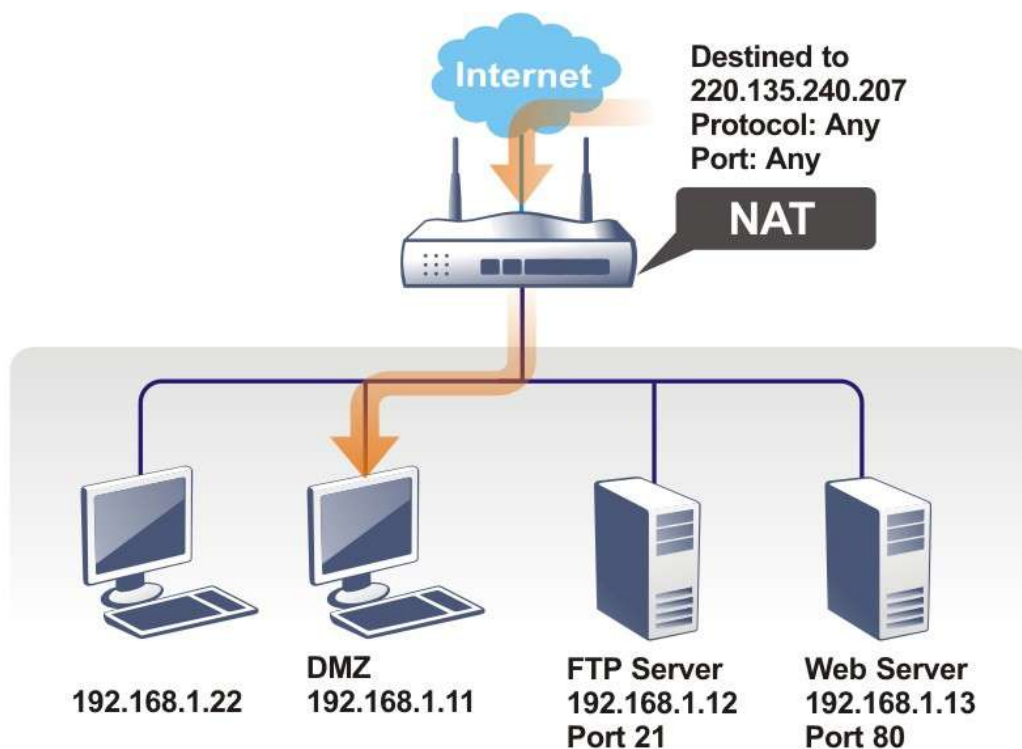 Internet
Destined to
220.135.240.207
Protocol: Any
Port: Any
NAT
192.168.1.22
DMZ
192.168.1.11
FTP Server
192.168.1.12
Port 21
Web Server
192.168.1.13
Port 80